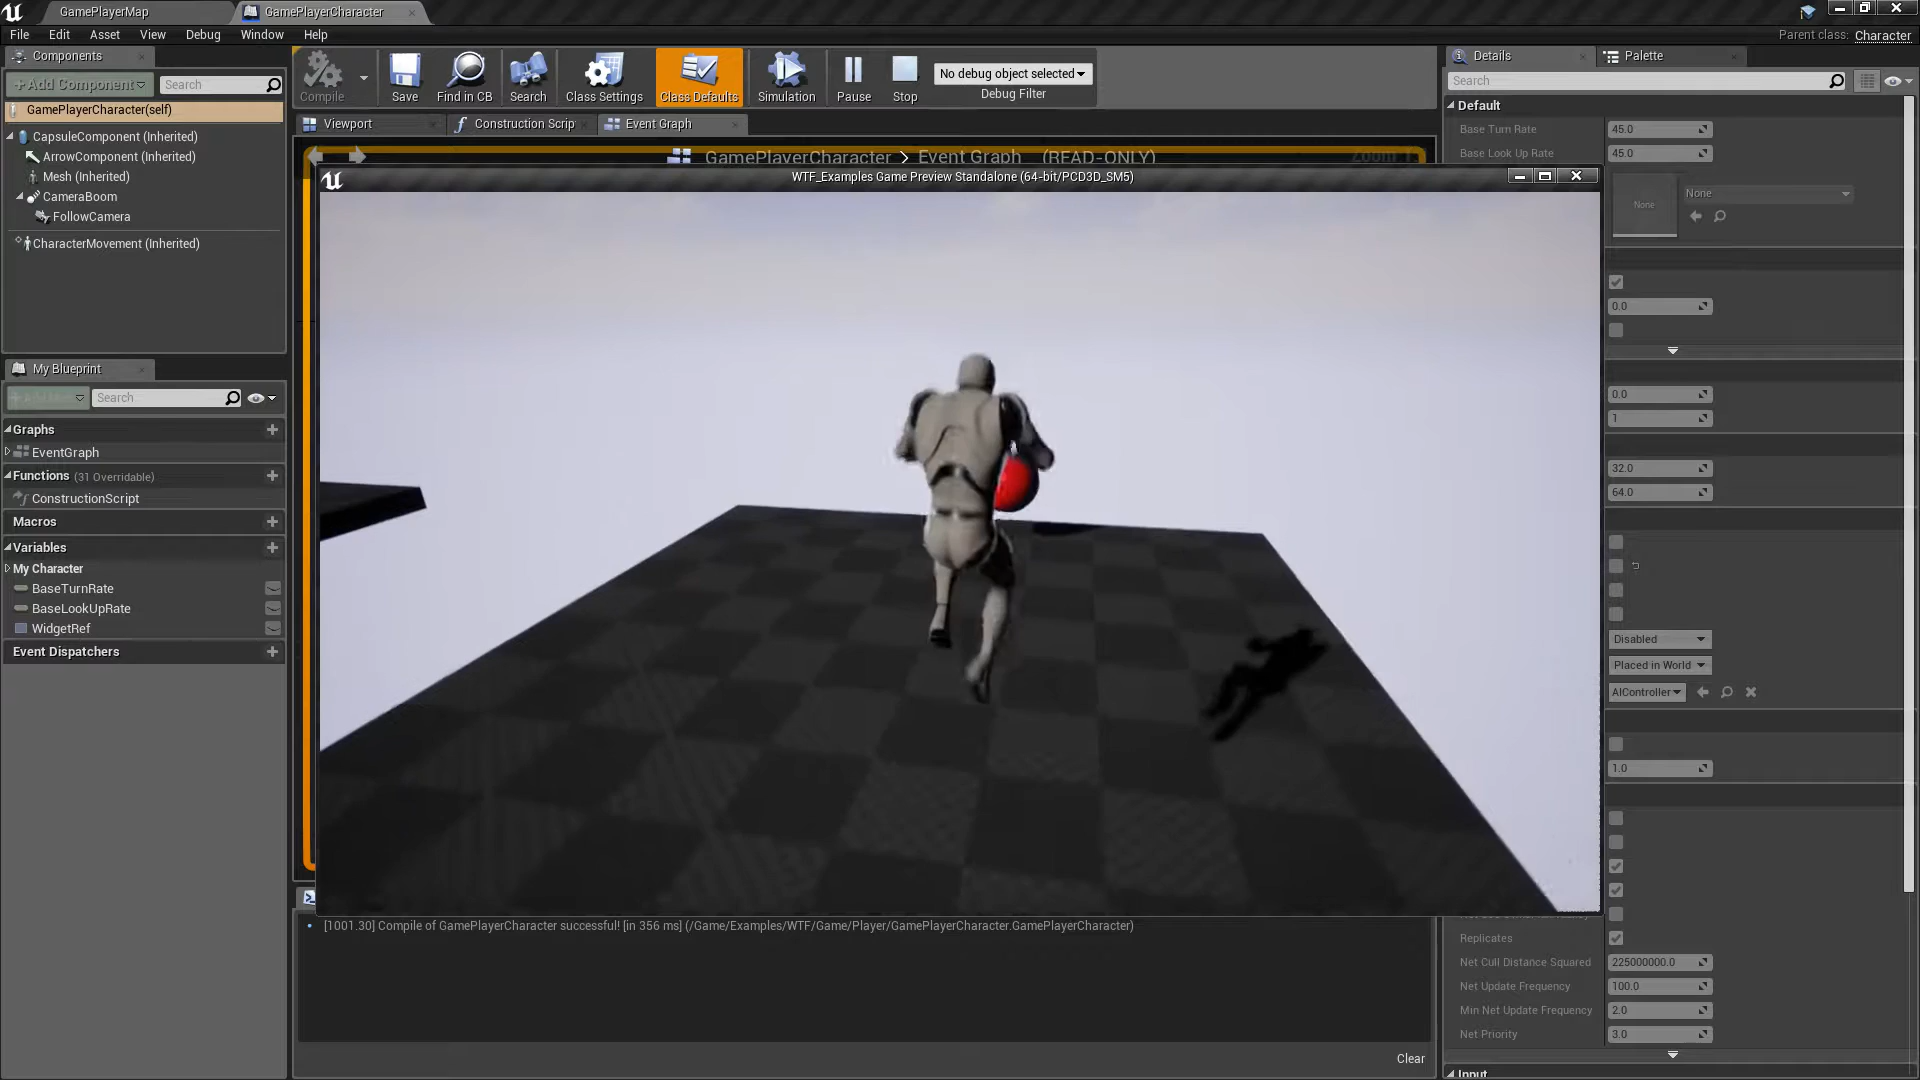 GamePlayerMap
GamePlayerCharacter
File Edit Asset View Debug Window Help
Parent class: Character
Components
Add Component
Search
GamePlayerCharacter(self)
CapsuleComponent (Inherited)
ArrowComponent (Inherited)
Mesh (Inherited)
CameraBoom
FollowCamera
CharacterMovement (Inherited)
My Blueprint
Search
Graphs
EventGraph
Functions (31 Overridable)
ConstructionScript
Macros
Variables
My Character
BaseTurnRate
BaseLookUpRate
WidgetRef
Event Dispatchers
Compile
Save
Find in CB
Search
Class Settings
Class Defaults
Simulation
Pause
Stop
No debug object selected
Debug Filter
Viewport
Construction Scrip
Event Graph
GamePlayerCharacter > Event Graph (READ-ONLY)
WTF_Examples Game Preview Standalone (64-bit/PCD3D_SM5)
[1001.30] Compile of GamePlayerCharacter successful! [in 356 ms] (/Game/Examples/WTF/Game/Player/GamePlayerCharacter.GamePlayerCharacter)
Clear
Details
Palette
Search
Default
Base Turn Rate 45.0
Base Look Up Rate 45.0
None
None
0.0
0.0
1
32.0
64.0
Disabled
Placed in World
AIController
1.0
Replicates
Net Cull Distance Squared 225000000.0
Net Update Frequency 100.0
Min Net Update Frequency 2.0
Net Priority 3.0
Input